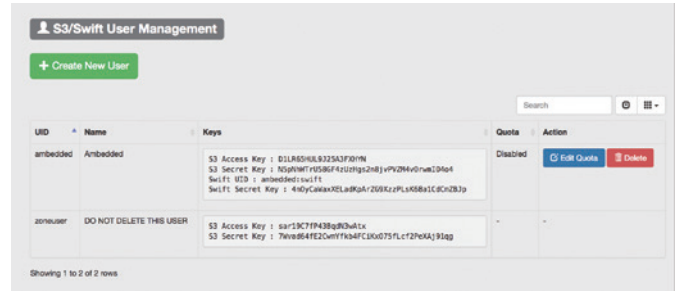 S3/Swift User Management
+ Create New User
Search
UID Name Keys Quota Action
ambedded Ambedded Disabled Edit Quota Delete
S3 Access Key :
S3 Secret Key :
Swift UID : ambedded:swift
Swift Secret Key :
zoneuser DO NOT DELETE THIS USER - -
S3 Access Key :
S3 Secret Key :
Showing 1 to 2 of 2 rows